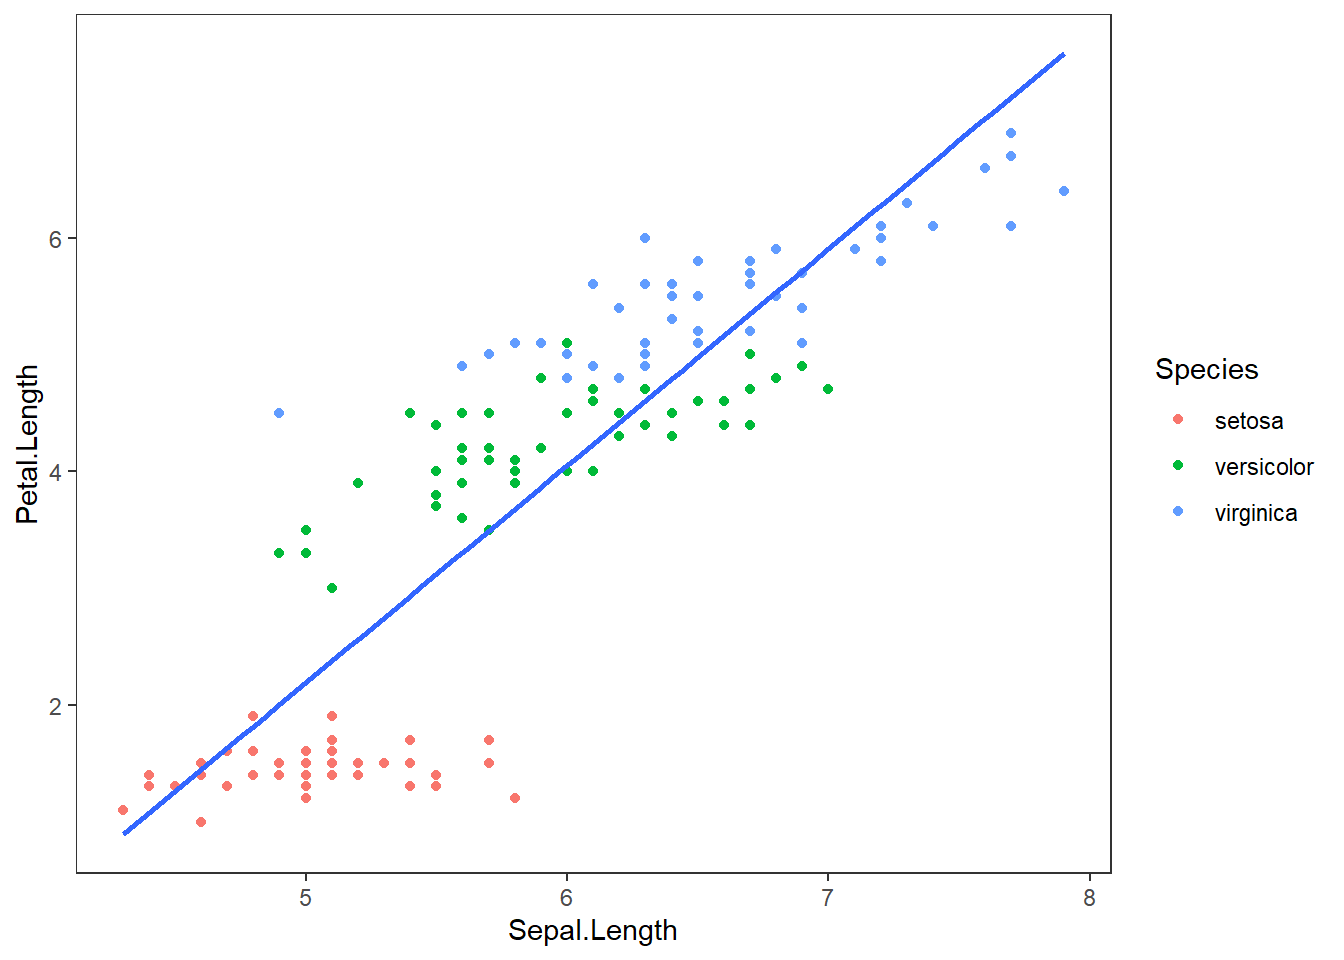 Petal.Length
6
4
2
5 6 7 8
Sepal.Length
Species
setosa
versicolor
virginica